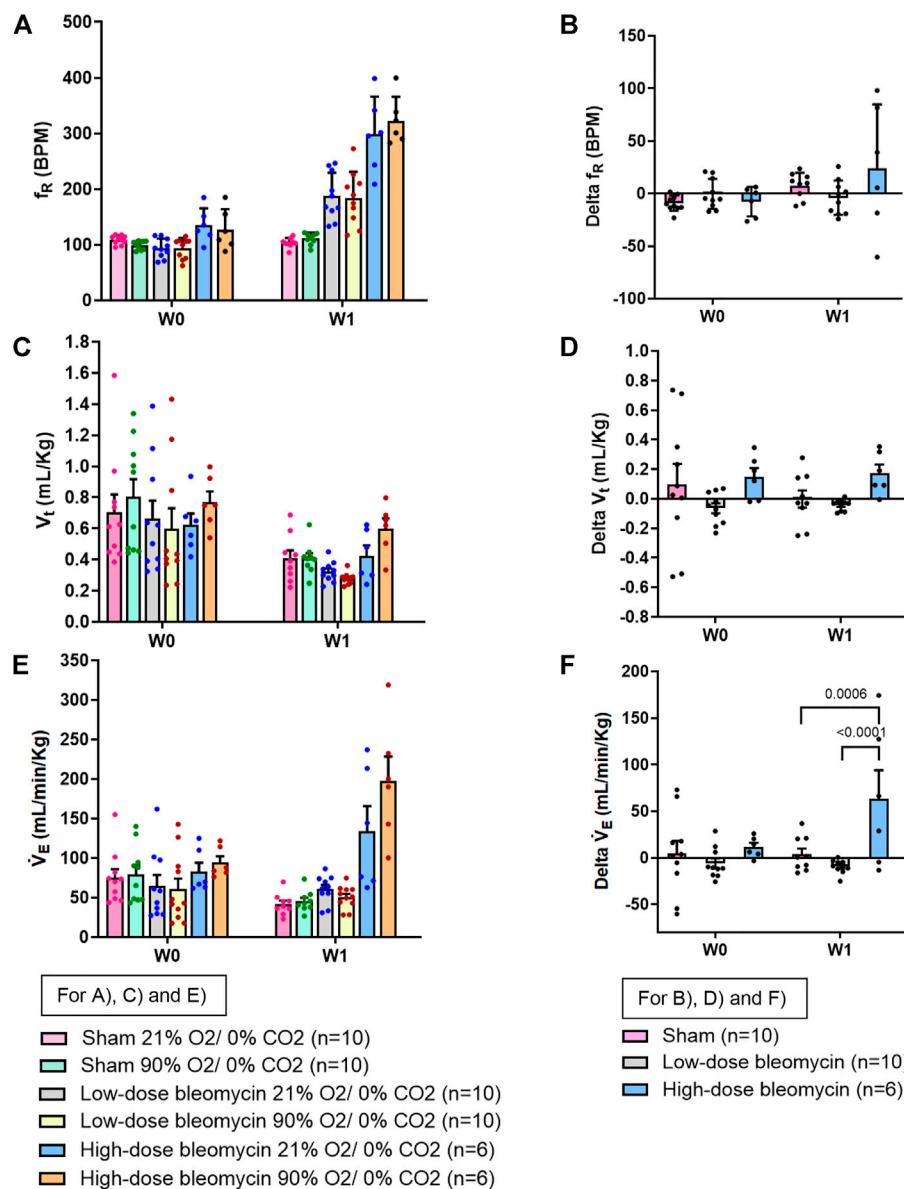 A
500
400
300
200
100
0
fR (BPM)
W0
W1
B
150
100
50
0
-50
-100
Delta fR (BPM)
W0
W1
C
1.8
1.6
1.4
1.2
1.0
0.8
0.6
0.4
0.2
0.0
Vt (mL/Kg)
W0
W1
D
1.0
0.8
0.6
0.4
0.2
0.0
-0.2
-0.4
-0.6
-0.8
Delta Vt (mL/Kg)
W0
W1
E
350
300
250
200
150
100
50
0
V̇E (mL/min/Kg)
W0
W1
F
200
150
100
50
0
-50
Delta V̇E (mL/min/Kg)
0.0006
<0.0001
W0
W1
For A), C) and E)
Sham 21% O2/ 0% CO2 (n=10)
Sham 90% O2/ 0% CO2 (n=10)
Low-dose bleomycin 21% O2/ 0% CO2 (n=10)
Low-dose bleomycin 90% O2/ 0% CO2 (n=10)
High-dose bleomycin 21% O2/ 0% CO2 (n=6)
High-dose bleomycin 90% O2/ 0% CO2 (n=6)
For B), D) and F)
Sham (n=10)
Low-dose bleomycin (n=10)
High-dose bleomycin (n=6)